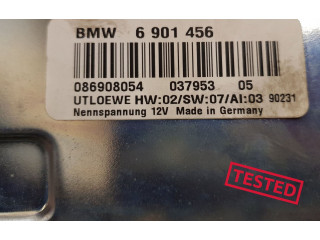 BMW 6 901 456
086908054 037953 05
UTLOEWE HW:02/SW:07/AI:03 90231
Nennspannung 12V Made in Germany
TESTED